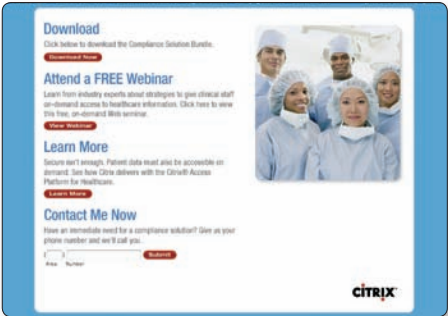 Download
Click below to download the Compliance Solution Bundle.
Download Now
Attend a FREE Webinar
Learn from industry experts about strategies to give clinical staff
on-demand access to healthcare information. Click here to view
this free, on-demand Web seminar.
View Webinar
Learn More
Secure isn't enough. Patient data must also be accessible on
demand. See how Citrix delivers with the Citrix® Access
Platform for Healthcare.
Learn More
Contact Me Now
Have an immediate need for a compliance solution? Give us your
phone number and we'll call you.
( ) Submit
Area Number
CITRIX